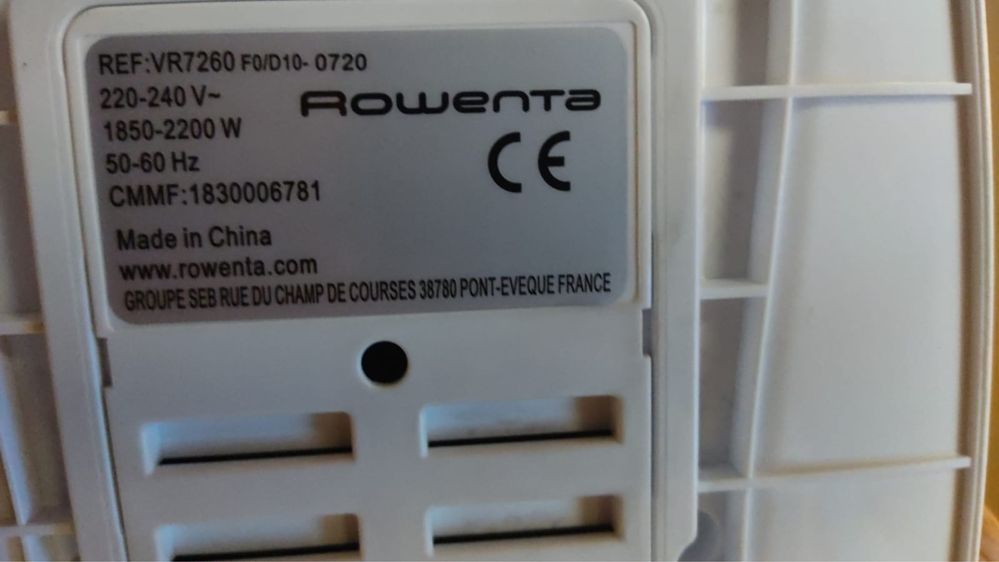 REF:VR7260 F0/D10- 0720
220-240 V~
Rowenta
1850-2200 W
50-60 Hz
CE
CMMF:1830006781
Made in China
www.rowenta.com
GROUPE SEB RUE DU CHAMP DE COURSES 38780 PONT-EVEQUE FRANCE